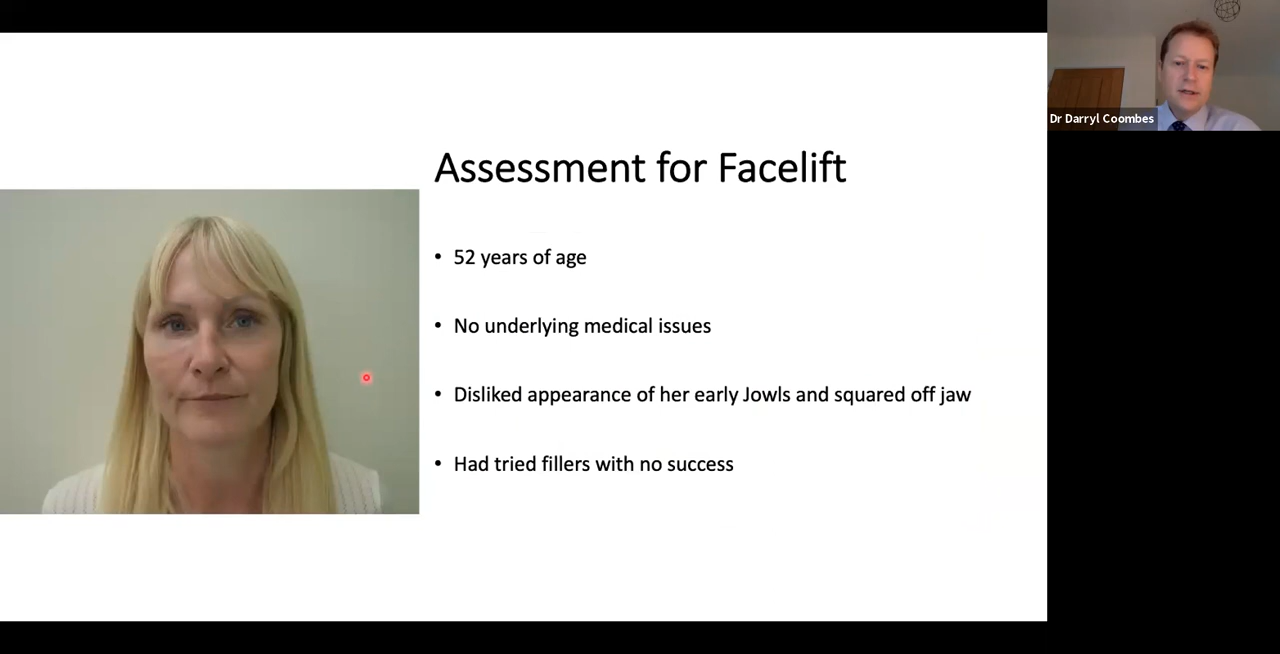 Assessment for Facelift
• 52 years of age
• No underlying medical issues
• Disliked appearance of her early Jowls and squared off jaw
• Had tried fillers with no success
Dr Darryl Coombes